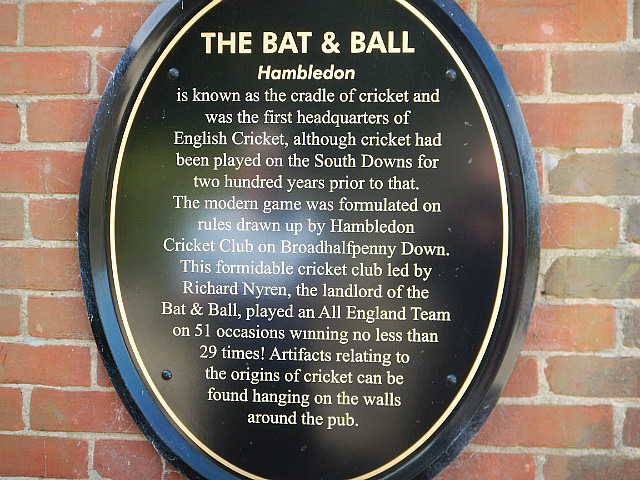 THE BAT & BALL
Hambledon
is known as the cradle of cricket and
was the first headquarters of
English Cricket, although cricket had
been played on the South Downs for
two hundred years prior to that.
The modern game was formulated on
rules drawn up by Hambledon
Cricket Club on Broadhalfpenny Down.
This formidable cricket club led by
Richard Nyren, the landlord of the
Bat & Ball, played an All England Team
on 51 occasions winning no less than
29 times! Artifacts relating to
the origins of cricket can be
found hanging on the walls
around the pub.